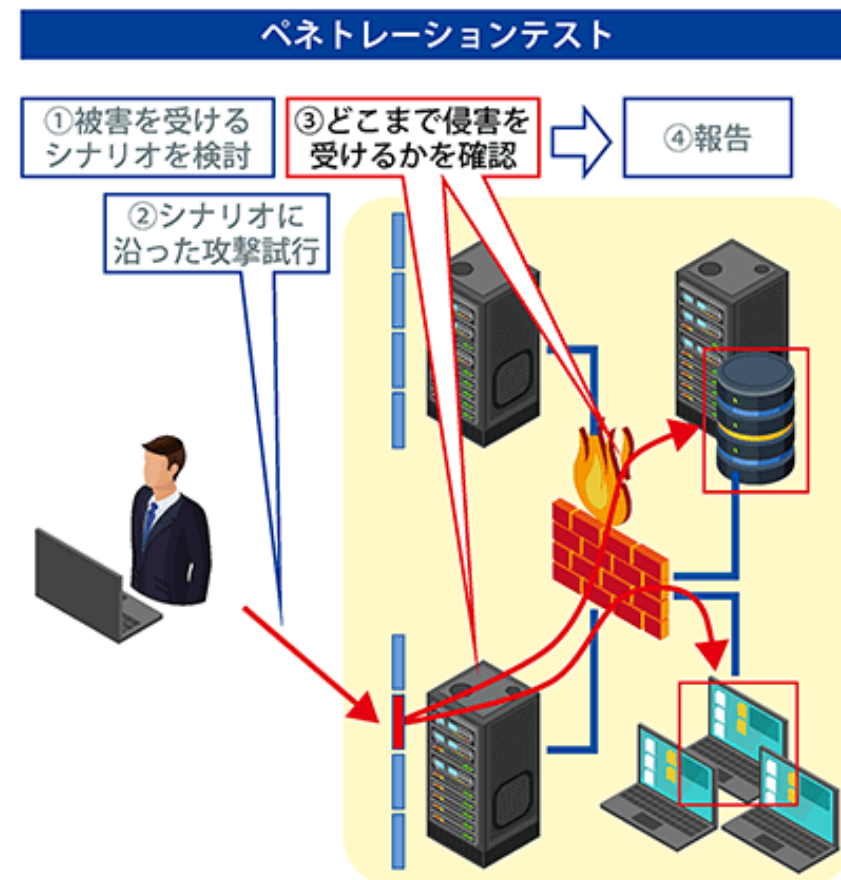 ペネトレーションテスト
①被害を受ける
シナリオを検討
②シナリオに
沿った攻撃試行
③どこまで侵害を
受けるかを確認
④報告